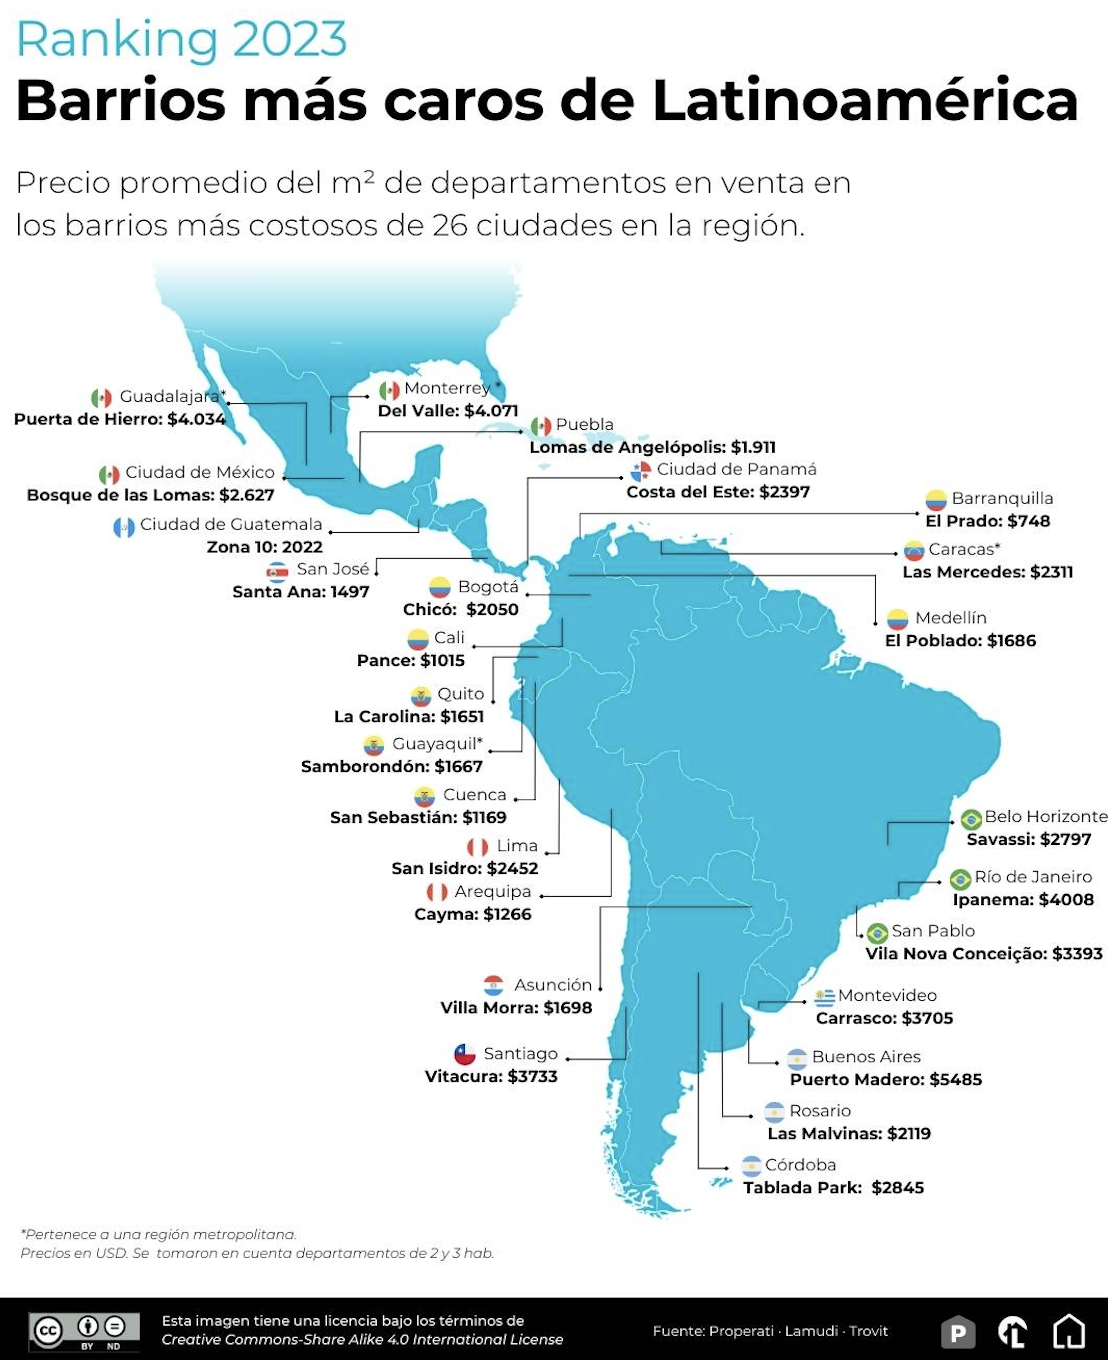 Ranking 2023
Barrios más caros de Latinoamérica
Precio promedio del m² de departamentos en venta en
los barrios más costosos de 26 ciudades en la región.
Guadalajara*
Puerta de Hierro: $4.034
Monterrey *
Del Valle: $4.071
Puebla
Lomas de Angelópolis: $1.911
Ciudad de México
Bosque de las Lomas: $2.627
Ciudad de Panamá
Costa del Este: $2397
Ciudad de Guatemala
Zona 10: 2022
Barranquilla
El Prado: $748
San José
Santa Ana: 1497
Caracas*
Las Mercedes: $2311
Bogotá
Chicó: $2050
Medellín
El Poblado: $1686
Cali
Pance: $1015
Quito
La Carolina: $1651
Guayaquil*
Samborondón: $1667
Cuenca
San Sebastián: $1169
Belo Horizonte
Savassi: $2797
Lima
San Isidro: $2452
Río de Janeiro
Ipanema: $4008
Arequipa
Cayma: $1266
San Pablo
Vila Nova Conceição: $3393
Asunción
Villa Morra: $1698
Montevideo
Carrasco: $3705
Santiago
Vitacura: $3733
Buenos Aires
Puerto Madero: $5485
Rosario
Las Malvinas: $2119
Córdoba
Tablada Park: $2845
*Pertenece a una región metropolitana.
Precios en USD. Se tomaron en cuenta departamentos de 2 y 3 hab.
cc
BY ND
Esta imagen tiene una licencia bajo los términos de
Creative Commons-Share Alike 4.0 International License
Fuente: Properati · Lamudi · Trovit
P